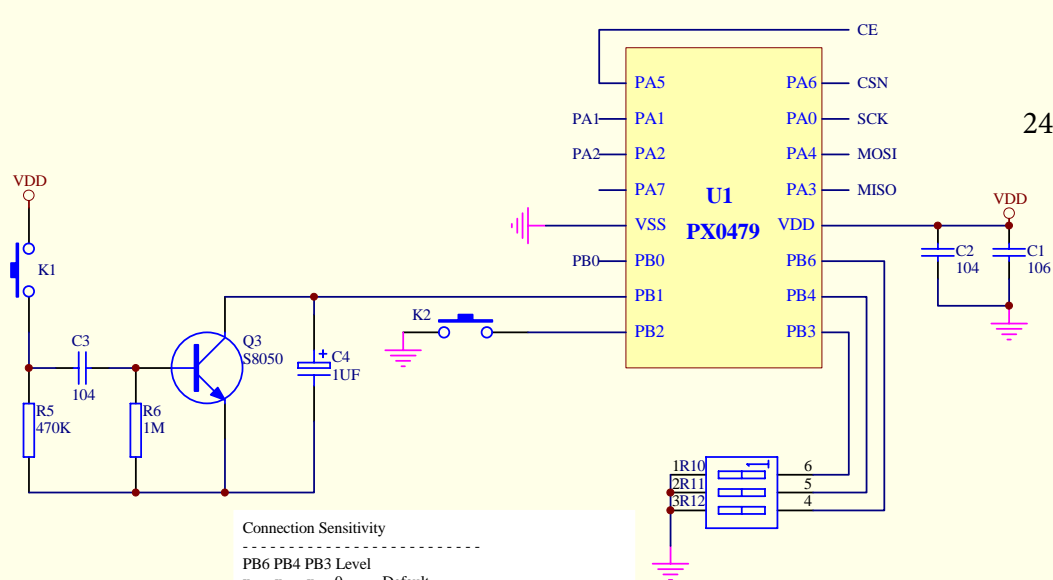 CE
PA5
PA6
CSN
PA1
PA1
PA0
SCK
24
PA2
PA2
PA4
MOSI
VDD
PA7
U1
PA3
MISO
VDD
VSS
PX0479
VDD
K1
PB0
PB0
PB6
C2
104
C1
106
PB1
PB4
K2
PB2
PB3
C3
104
Q3
S8050
+
C4
1UF
R5
470K
R6
1M
1R10
2R11
3R12
1
6
5
4
Connection Sensitivity
- - - - - - - - - - - - - - - - - - - - - - - - - -
PB6 PB4 PB3 Level